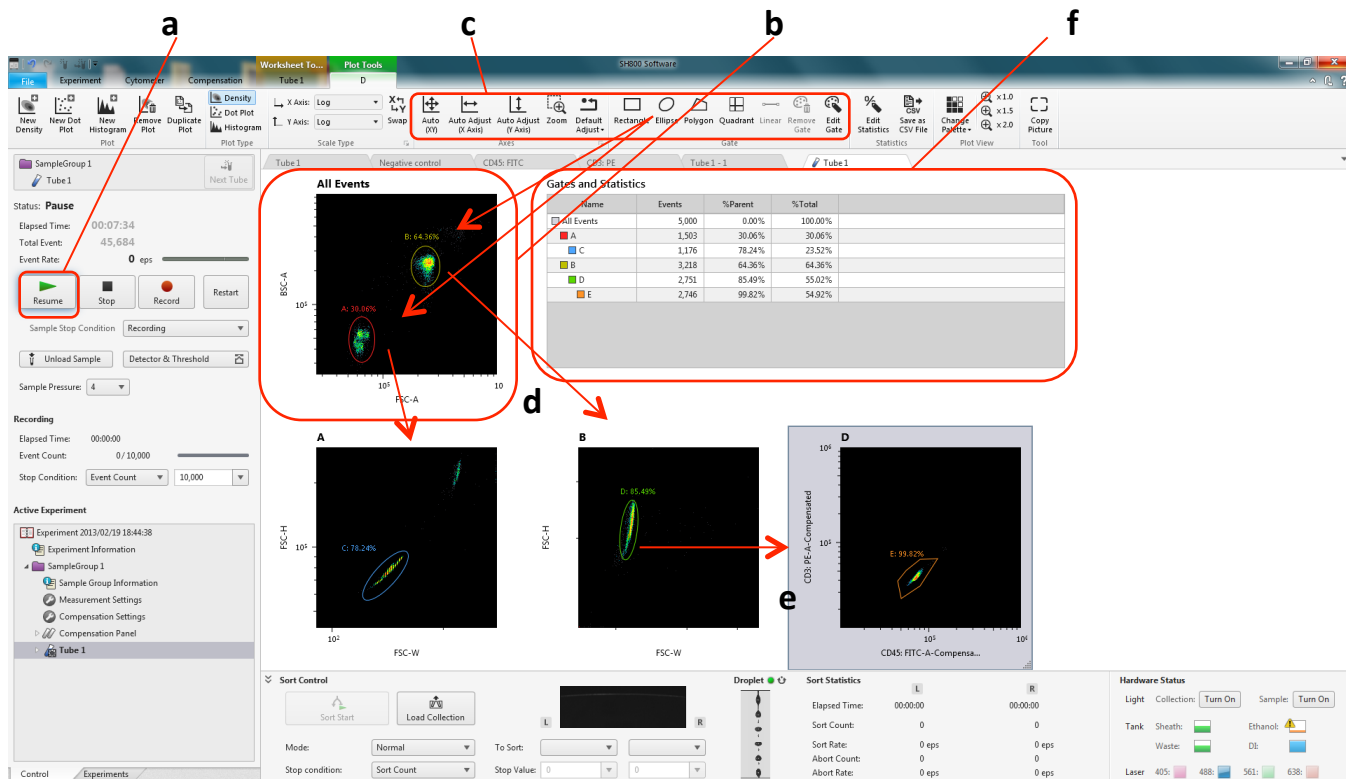 a
c
b
f
Worksheet To...
Plot Tools
SH800 Software
File
Experiment
Cytometer
Compensation
Tube 1
D
New Density
New Dot Plot
New Histogram
Remove Plot
Duplicate Plot
Plot
Density
Dot Plot
Histogram
Plot Type
X Axis: Log
Y Axis: Log
Swap
Scale Type
Auto (XY)
Auto Adjust (X Axis)
Auto Adjust (Y Axis)
Zoom
Default Adjust
Axes
Rectangle
Ellipse
Polygon
Quadrant
Linear
Remove Gate
Edit Gate
Gate
Edit Statistics
Save as CSV File
Statistics
Change Palette
x1.0
x1.5
x2.0
Plot View
Copy Picture
Tool
SampleGroup 1
Tube 1
Next Tube
Status: Pause
Elapsed Time: 00:07:34
Total Event: 45,684
Event Rate: 0 eps
Resume
Stop
Record
Restart
Sample Stop Condition Recording
Unload Sample
Detector & Threshold
Sample Pressure: 4
Recording
Elapsed Time: 00:00:00
Event Count: 0 / 10,000
Stop Condition: Event Count 10,000
Active Experiment
Experiment 2013/02/19 18:44:38
Experiment Information
SampleGroup 1
Sample Group Information
Measurement Settings
Compensation Settings
Compensation Panel
Tube 1
Control
Experiments
Tube 1
Negative control
CD45: FITC
CD3: PE
Tube 1 - 1
Tube 1
All Events
B: 64.36%
A: 30.06%
BSC-A
10⁵
10⁵
10
FSC-A
Gates and Statistics
Name Events %Parent %Total
All Events 5,000 0.00% 100.00%
A 1,503 30.06% 30.06%
C 1,176 78.24% 23.52%
B 3,218 64.36% 64.36%
D 2,751 85.49% 55.02%
E 2,746 99.82% 54.92%
d
A
C: 78.24%
FSC-H
10⁵
10²
FSC-W
B
D: 85.49%
FSC-H
FSC-W
e
D
10⁶
10⁵
E: 99.82%
CD3: PE-A-Compensated
10⁵
10⁶
CD45: FITC-A-Compensa...
Sort Control
Sort Start
Load Collection
L
R
Mode: Normal
To Sort:
Stop condition: Sort Count
Stop Value: 0 0
Droplet
Sort Statistics
L R
Elapsed Time: 00:00:00 00:00:00
Sort Count: 0 0
Sort Rate: 0 eps 0 eps
Abort Count: 0 0
Abort Rate: 0 eps 0 eps
Hardware Status
Light Collection: Turn On Sample: Turn On
Tank Sheath: Ethanol:
Waste: DI:
Laser 405: 488: 561: 638: